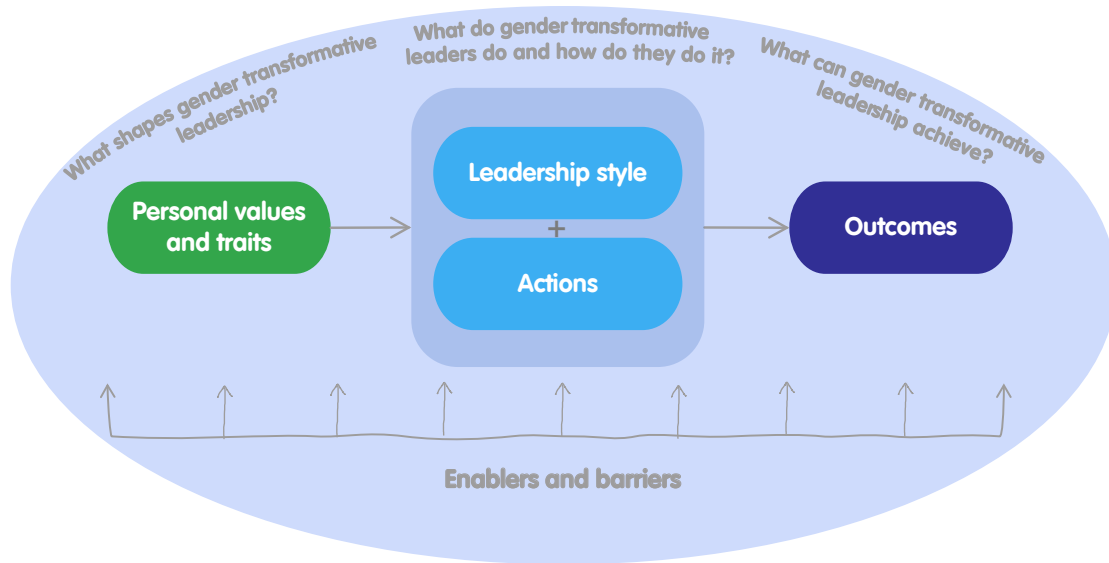 What shapes gender transformative
leadership?
What do gender transformative
leaders do and how do they do it?
What can gender transformative
leadership achieve?
Personal values
and traits
Leadership style
+
Actions
Outcomes
Enablers and barriers